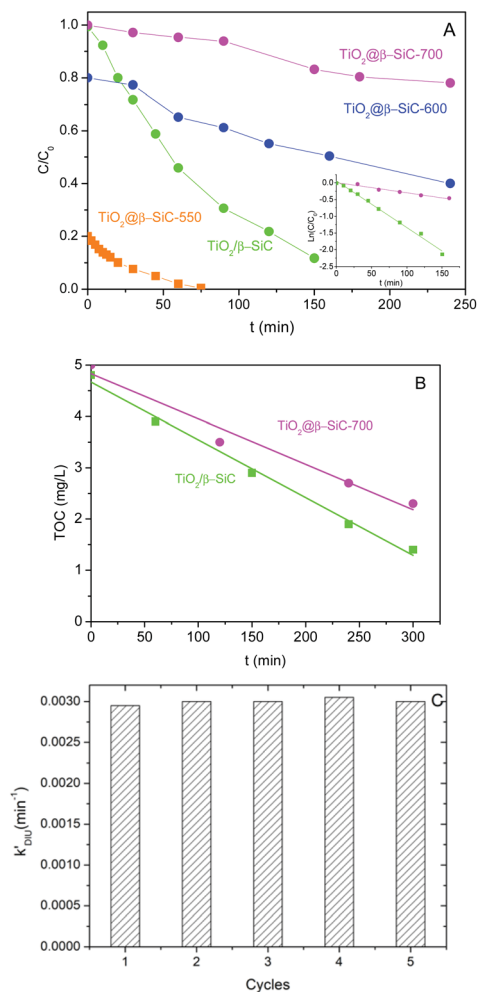 A
TiO2@β–SiC-700
TiO2@β–SiC-600
TiO2@β–SiC-550
TiO2/β–SiC
C/C0
1.0
0.8
0.6
0.4
0.2
0.0
0 50 100 150 200 250
t (min)
Ln(C/C0)
0.0
-0.5
-1.0
-1.5
-2.0
-2.5
0 50 100 150
t (min)
B
TiO2@β–SiC-700
TiO2/β–SiC
TOC (mg/L)
5
4
3
2
1
0
0 50 100 150 200 250 300
t (min)
C
k'DIU(min-1)
0.0030
0.0025
0.0020
0.0015
0.0010
0.0005
0.0000
1 2 3 4 5
Cycles